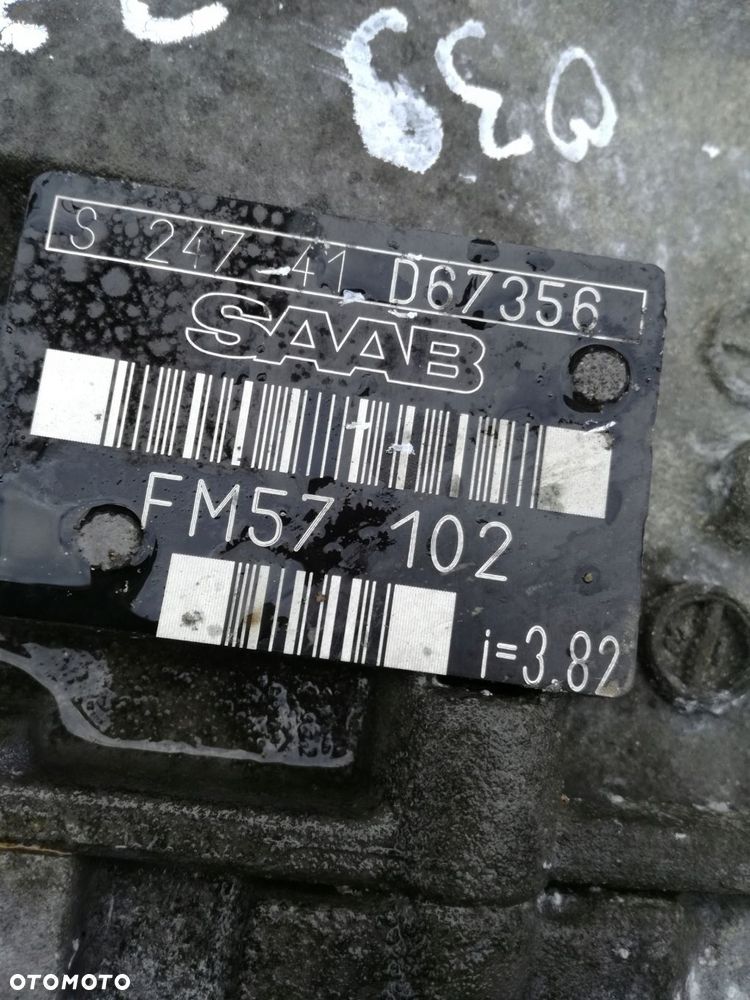 S 247 41 D67356
SAAB
FM57 102
i=3.82
OTOMOTO